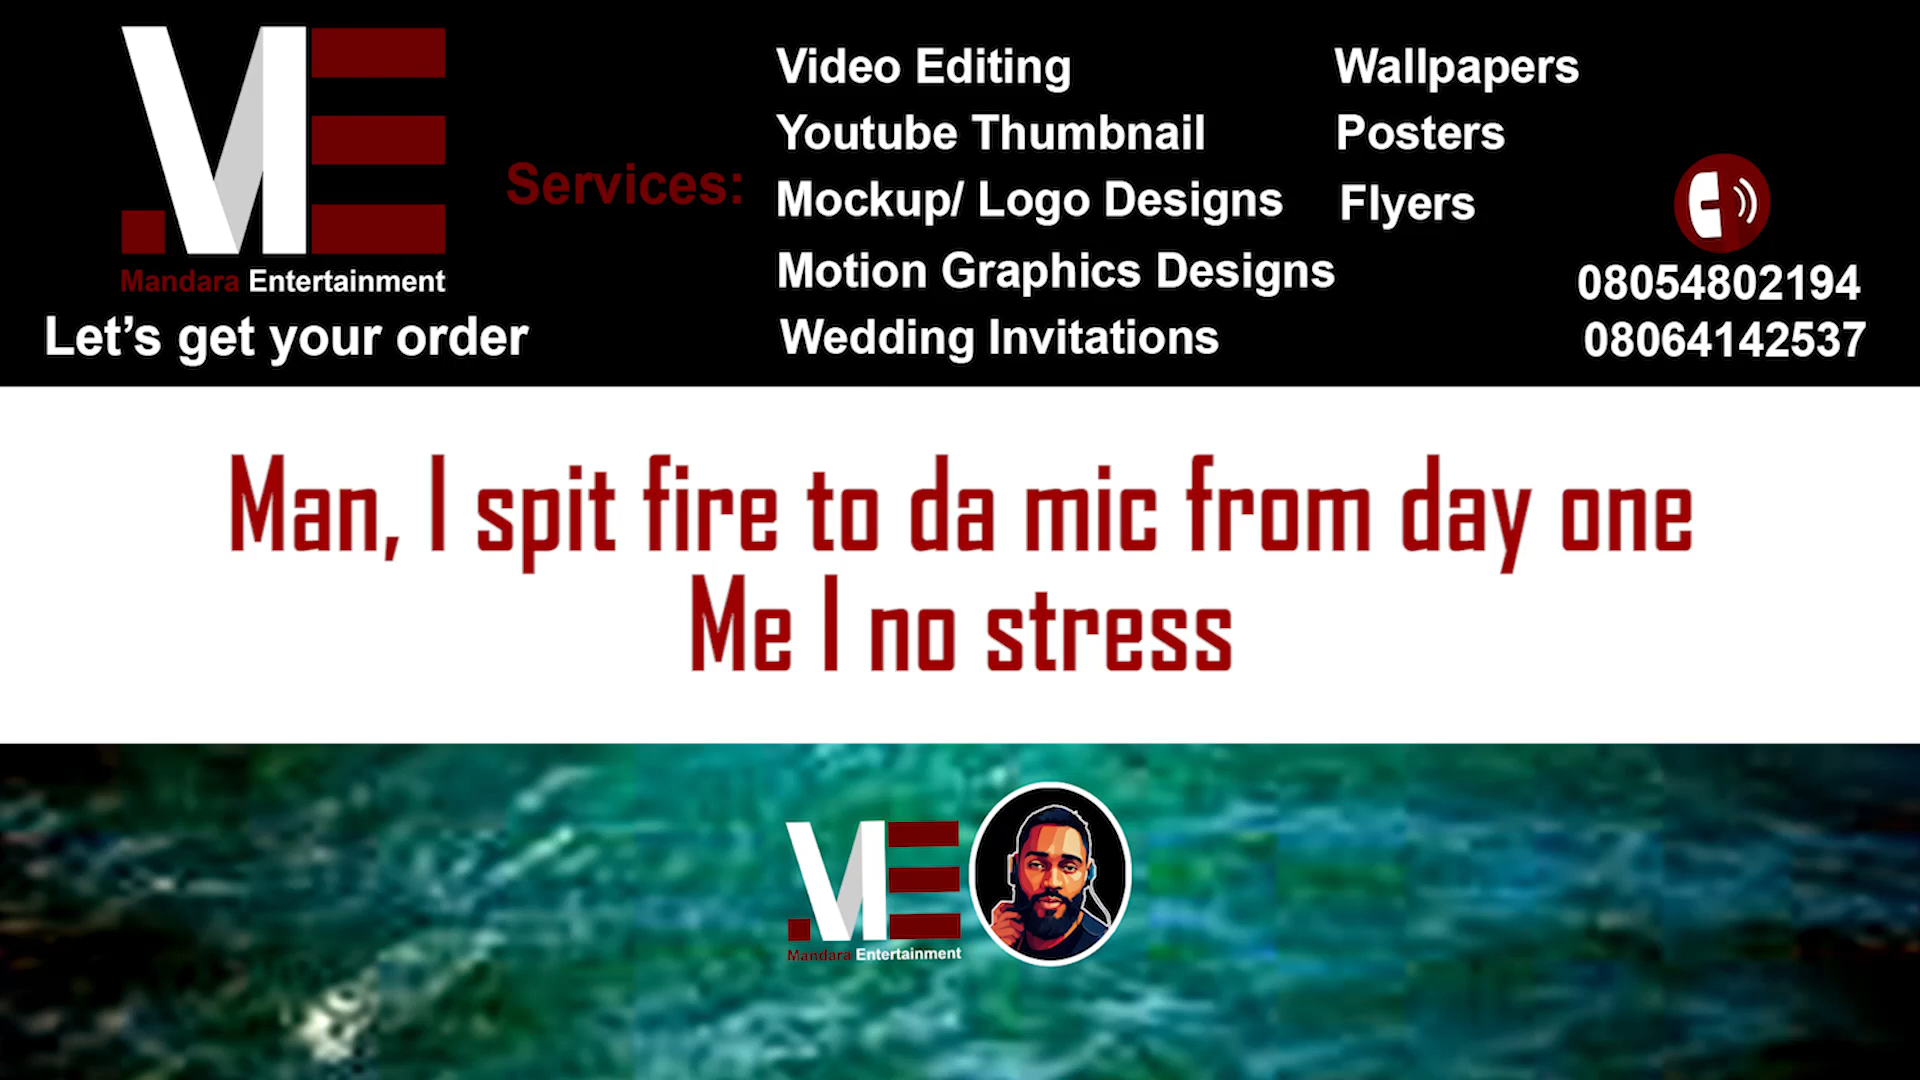 ME
Mandara Entertainment
Let's get your order
Services:
Video Editing
Youtube Thumbnail
Mockup/ Logo Designs
Motion Graphics Designs
Wedding Invitations
Wallpapers
Posters
Flyers
08054802194
08064142537
Man, I spit fire to da mic from day one
Me I no stress
ME
Mandara Entertainment